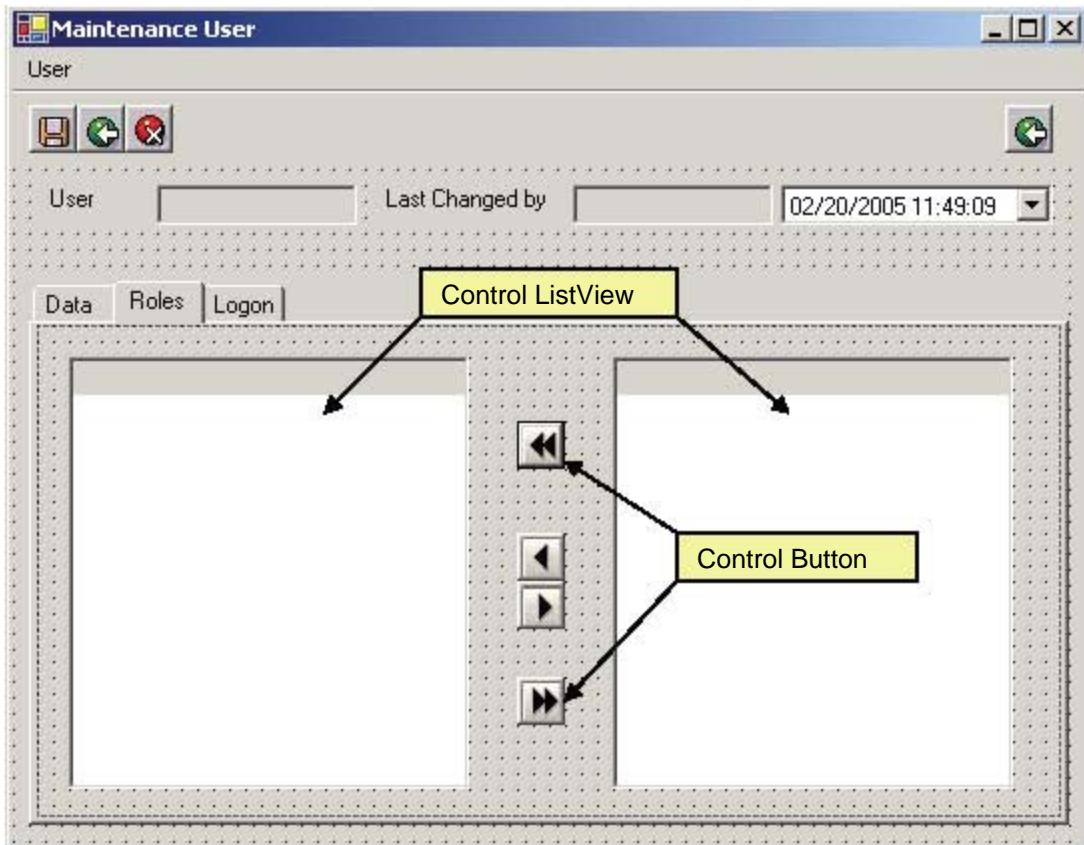 Maintenance User
User
User
Last Changed by
02/20/2005 11:49:09
Control ListView
Data
Roles
Logon
Control Button